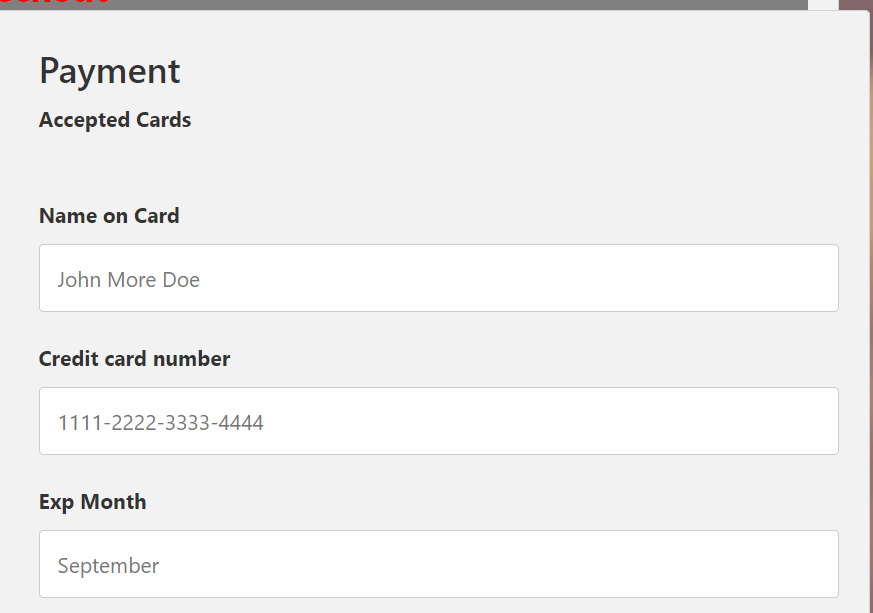 Payment
Accepted Cards
Name on Card
John More Doe
Credit card number
1111-2222-3333-4444
Exp Month
September